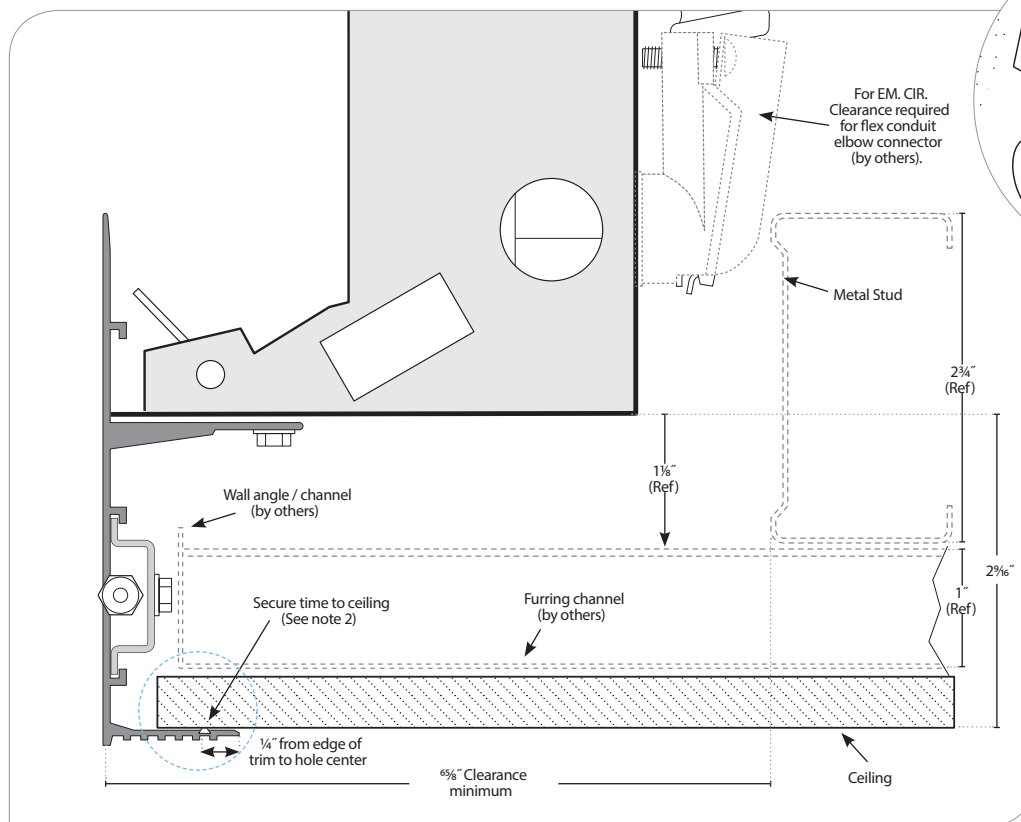 For EM. CIR.
Clearance required
for flex conduit
elbow connector
(by others).
Metal Stud
2¾˝
(Ref)
1⅛˝
(Ref)
Wall angle / channel
(by others)
2⁹⁄₁₆˝
1˝
(Ref)
Secure time to ceiling
(See note 2)
Furring channel
(by others)
¼˝ from edge of
trim to hole center
⁶⁵⁄₈˝ Clearance
minimum
Ceiling